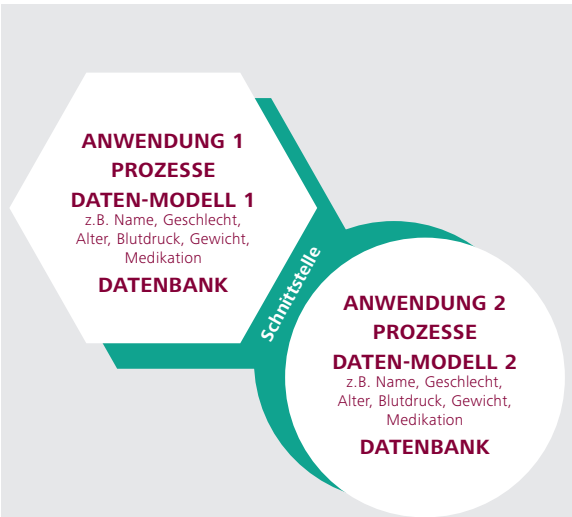 ANWENDUNG 1
PROZESSE
DATEN-MODELL 1
z.B. Name, Geschlecht,
Alter, Blutdruck, Gewicht,
Medikation
DATENBANK
Schnittstelle
ANWENDUNG 2
PROZESSE
DATEN-MODELL 2
z.B. Name, Geschlecht,
Alter, Blutdruck, Gewicht,
Medikation
DATENBANK